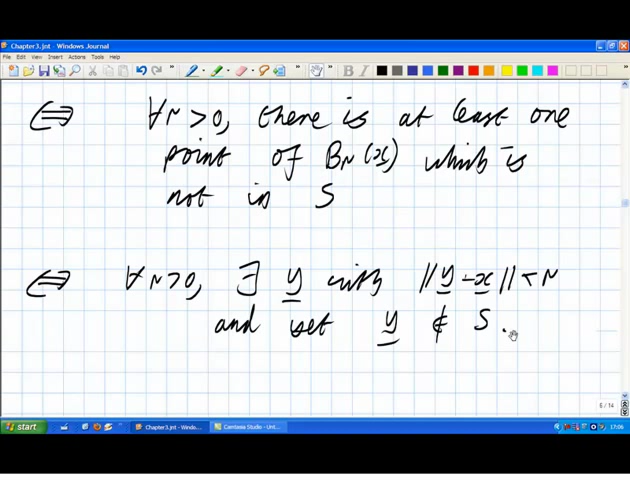 Chapter3.jnt - Windows Journal
File Edit View Insert Actions Tools Help
⇔ ∀r>0, there is at least one
point of Br(x) which is
not in S
⇔ ∀r>0, ∃ y with ||y-x|| < r
and yet y ∉ S.
6 / 14
start
Chapter3.jnt - Windo...
Camtasia Studio - Unt...
17:06